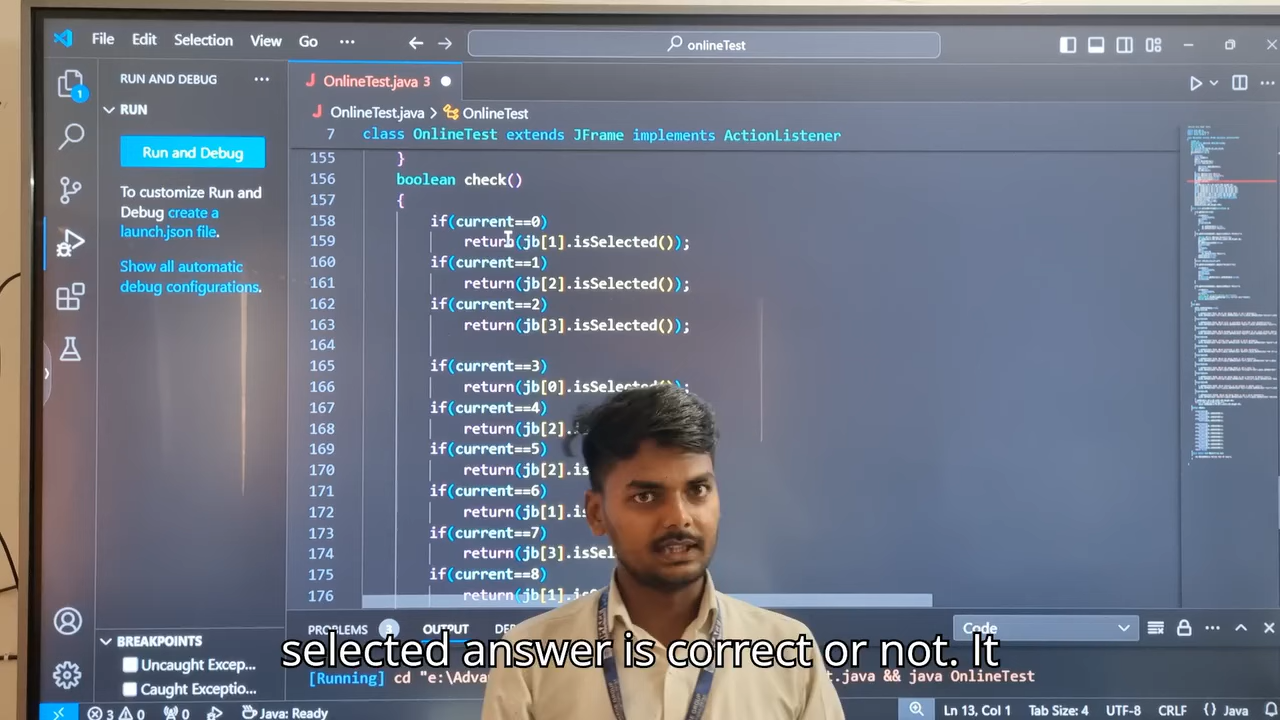 File Edit Selection View Go ··· onlineTest
RUN AND DEBUG ···
RUN
Run and Debug
To customize Run and
Debug create a
launch.json file.
Show all automatic
debug configurations.
BREAKPOINTS
Uncaught Excep...
Caught Exceptio...
OnlineTest.java 3
OnlineTest.java > OnlineTest
7 class OnlineTest extends JFrame implements ActionListener
155 }
156 boolean check()
157 {
158 if(current==0)
159 return(jb[1].isSelected());
160 if(current==1)
161 return(jb[2].isSelected());
162 if(current==2)
163 return(jb[3].isSelected());
164
165 if(current==3)
166 return(jb[0].isSelected());
167 if(current==4)
168 return(jb[2].
169 if(current==5)
170 return(jb[2].is
171 if(current==6)
172 return(jb[1].i
173 if(current==7)
174 return(jb[3].isSel
175 if(current==8)
176 return(jb[1].
PROBLEMS 3 OUTPUT Code
selected answer is correct or not. It
[Running] cd "e:\Adva t.java && java OnlineTest
3 0 0 Java: Ready Ln 13, Col 1 Tab Size: 4 UTF-8 CRLF {} Java